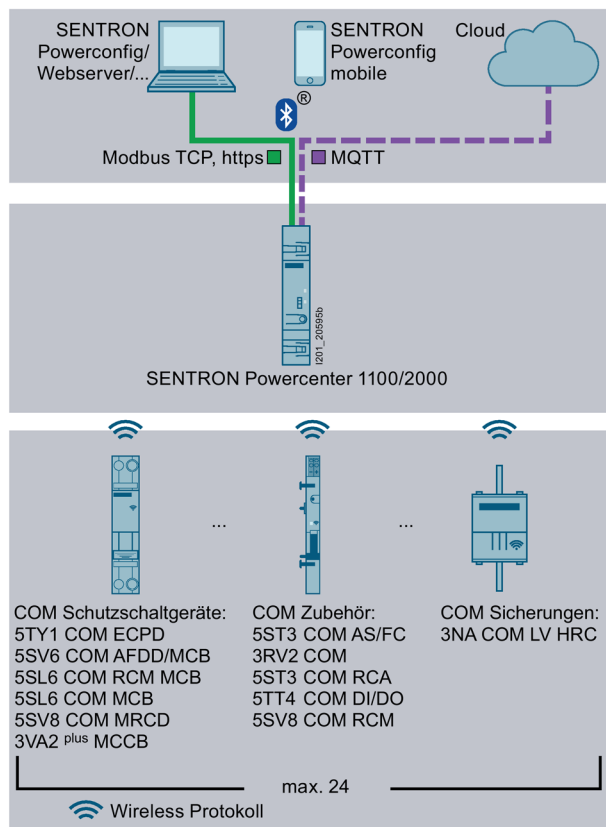 SENTRON
Powerconfig/
Webserver/...
SENTRON
Powerconfig
mobile
Cloud
®
Modbus TCP, https
MQTT
I201_20595b
SENTRON Powercenter 1100/2000
...
...
COM Schutzschaltgeräte:
5TY1 COM ECPD
5SV6 COM AFDD/MCB
5SL6 COM RCM MCB
5SL6 COM MCB
5SV8 COM MRCD
3VA2 plus MCCB
COM Zubehör:
5ST3 COM AS/FC
3RV2 COM
5ST3 COM RCA
5TT4 COM DI/DO
5SV8 COM RCM
COM Sicherungen:
3NA COM LV HRC
max. 24
Wireless Protokoll